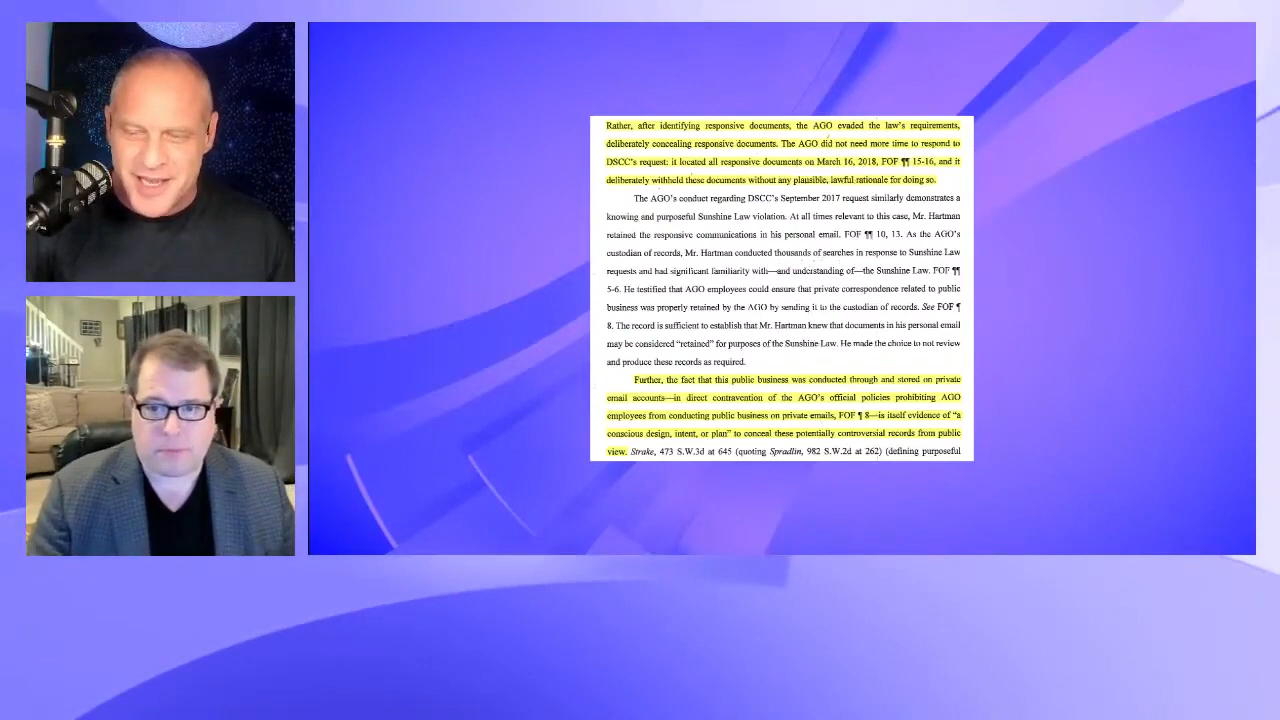 Rather, after identifying responsive documents, the AGO evaded the law's requirements,
deliberately concealing responsive documents. The AGO did not need more time to respond to
DSCC's request: it located all responsive documents on March 16, 2018, FOF ¶¶ 15-16, and it
deliberately withheld these documents without any plausible, lawful rationale for doing so.
The AGO's conduct regarding DSCC's September 2017 request similarly demonstrates a
knowing and purposeful Sunshine Law violation. At all times relevant to this case, Mr. Hartman
retained the responsive communications in his personal email. FOF ¶¶ 10, 13. As the AGO's
custodian of records, Mr. Hartman conducted thousands of searches in response to Sunshine Law
requests and had significant familiarity with—and understanding of—the Sunshine Law. FOF ¶¶
5-6. He testified that AGO employees could ensure that private correspondence related to public
business was properly retained by the AGO by sending it to the custodian of records. See FOF ¶
8. The record is sufficient to establish that Mr. Hartman knew that documents in his personal email
may be considered “retained” for purposes of the Sunshine Law. He made the choice to not review
and produce these records as required.
Further, the fact that this public business was conducted through and stored on private
email accounts—in direct contravention of the AGO's official policies prohibiting AGO
employees from conducting public business on private emails, FOF ¶ 8—is itself evidence of “a
conscious design, intent, or plan” to conceal these potentially controversial records from public
view. Strake, 473 S.W.3d at 645 (quoting Spradlin, 982 S.W.2d at 262) (defining purposeful